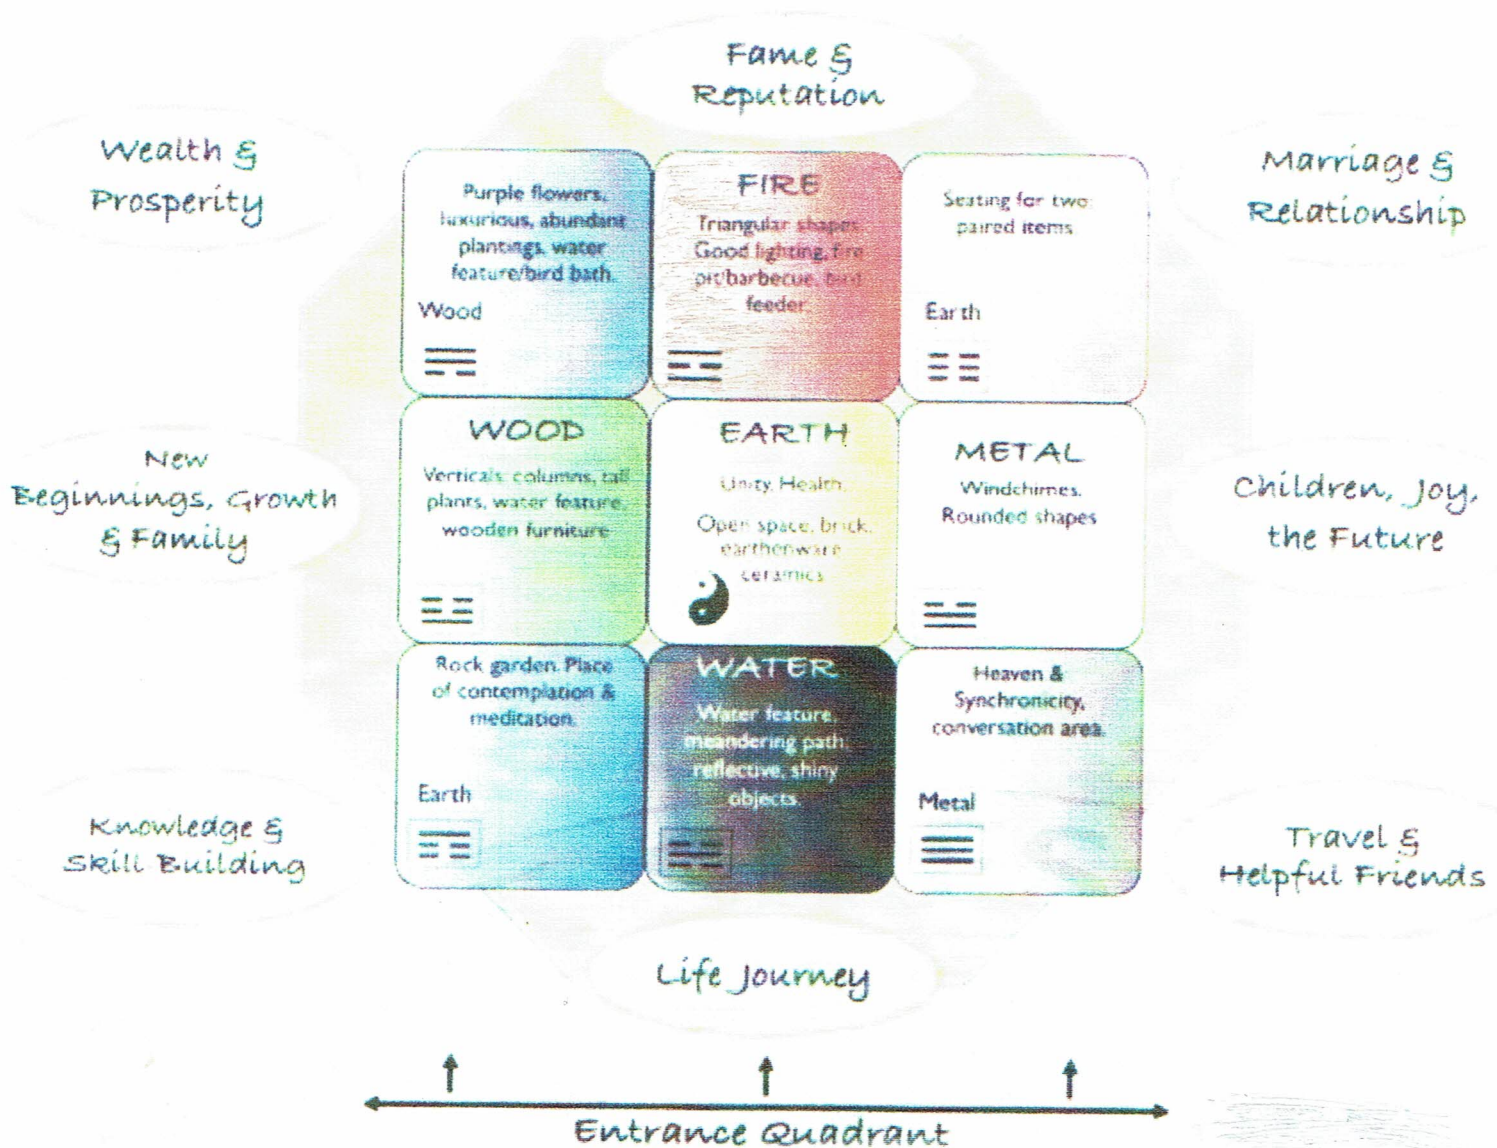 Fame &
Reputation
Wealth &
Prosperity
Marriage &
Relationship
Purple flowers,
luxurious, abundant
plantings, water
feature/bird bath.
Wood
FIRE
Triangular shapes.
Good lighting, fire
pit/barbecue, bird
feeder.
Seating for two
paired items
Earth
New
Beginnings, Growth
& Family
WOOD
Verticals: columns, tall
plants, water feature,
wooden furniture
EARTH
Unity, Health,
Open space, brick,
earthenware
ceramics
METAL
Windchimes.
Rounded shapes
Children, Joy,
the Future
Knowledge &
Skill Building
Rock garden. Place
of contemplation &
meditation.
Earth
WATER
Water feature,
meandering path,
reflective, shiny
objects.
Heaven &
Synchronicity,
conversation area.
Metal
Travel &
Helpful Friends
Life Journey
Entrance Quadrant